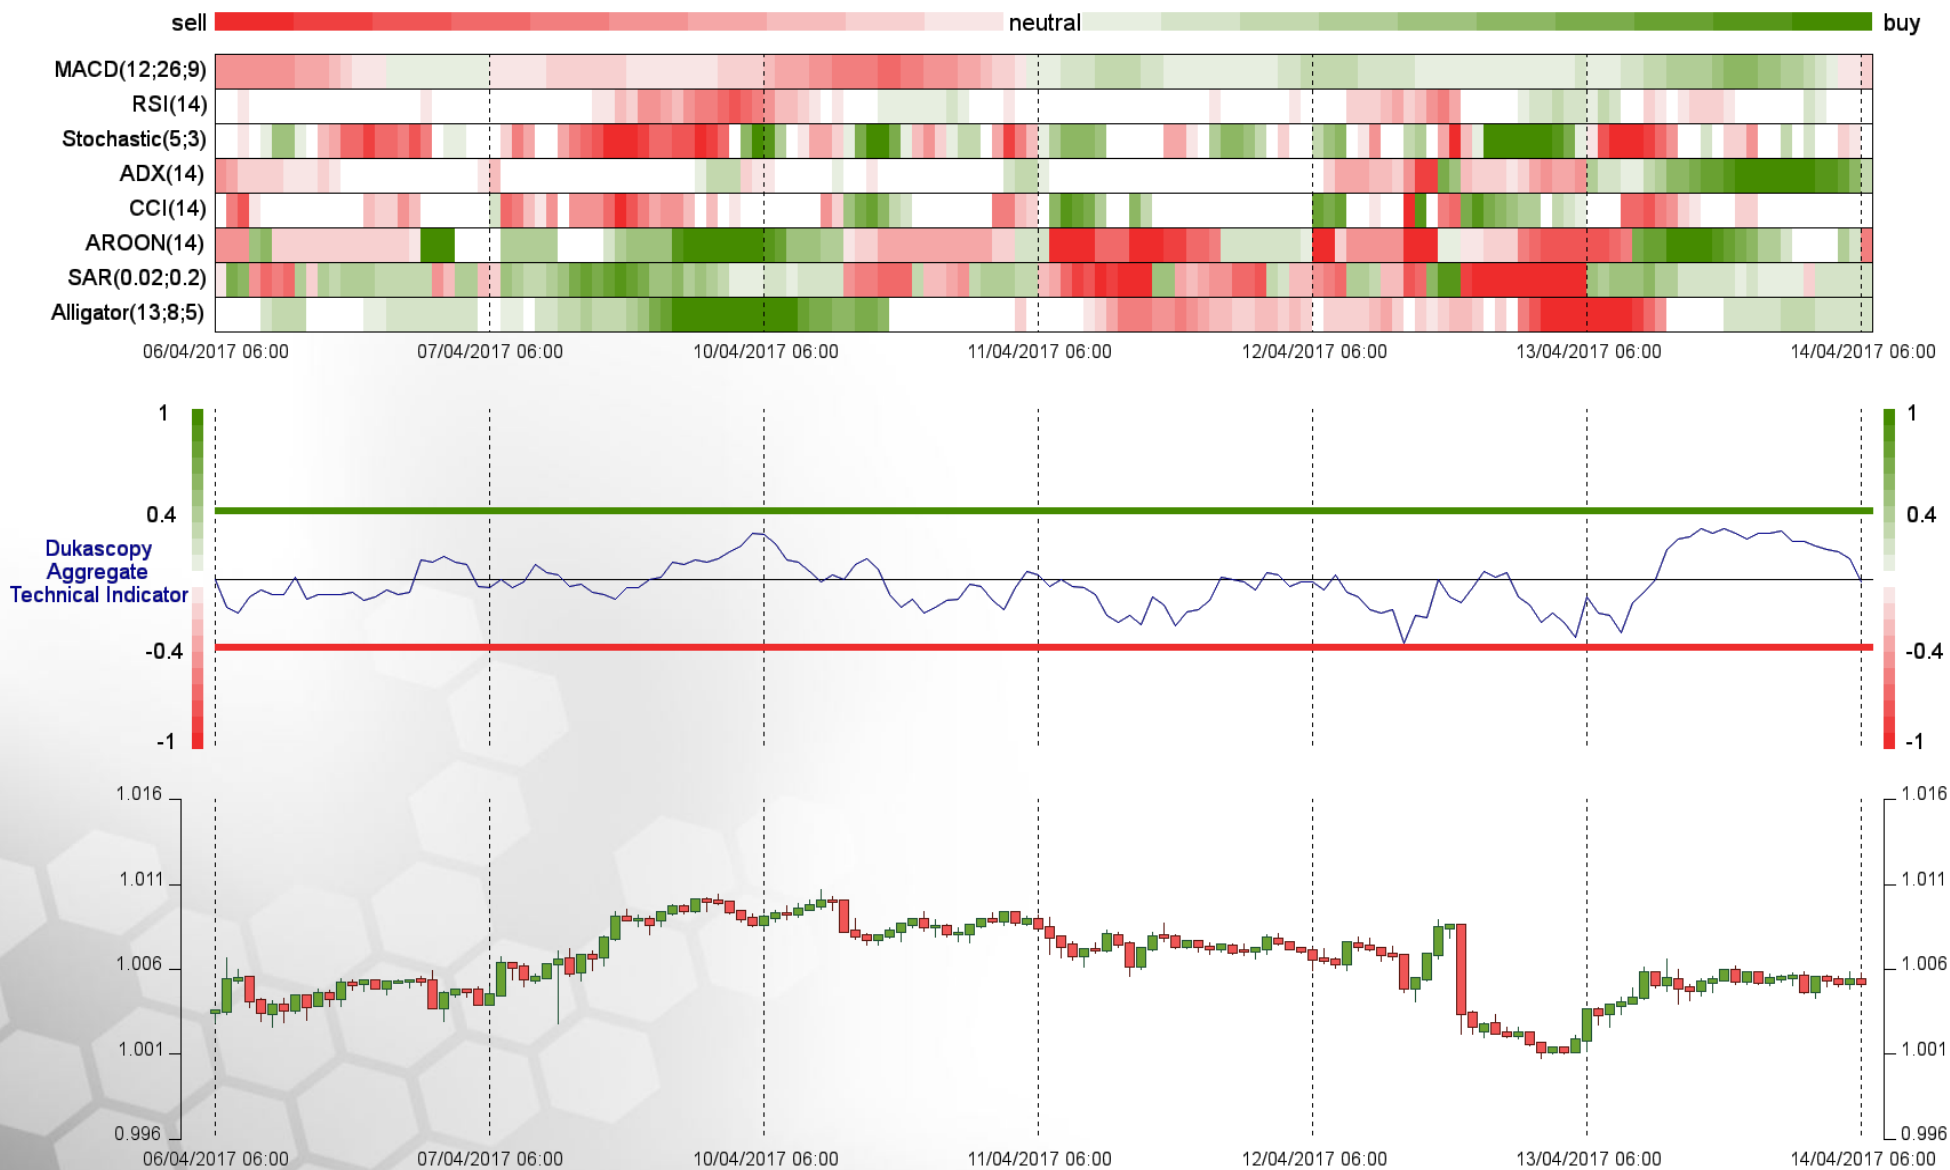 sell neutral buy
MACD(12;26;9)
RSI(14)
Stochastic(5;3)
ADX(14)
CCI(14)
AROON(14)
SAR(0.02;0.2)
Alligator(13;8;5)
06/04/2017 06:00 07/04/2017 06:00 10/04/2017 06:00 11/04/2017 06:00 12/04/2017 06:00 13/04/2017 06:00 14/04/2017 06:00
1 1
0.4 0.4
Dukascopy
Aggregate
Technical Indicator
-0.4 -0.4
-1 -1
1.016 1.016
1.011 1.011
1.006 1.006
1.001 1.001
0.996 0.996
06/04/2017 06:00 07/04/2017 06:00 10/04/2017 06:00 11/04/2017 06:00 12/04/2017 06:00 13/04/2017 06:00 14/04/2017 06:00